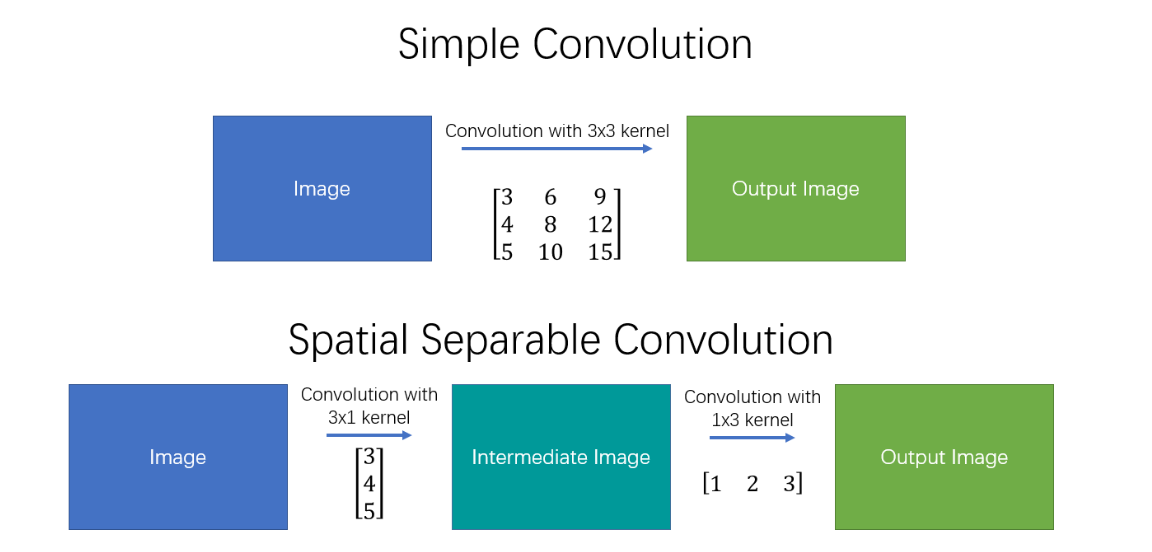 Simple Convolution
Convolution with 3x3 kernel
Image
3 6 9
4 8 12
5 10 15
Output Image
Spatial Separable Convolution
Convolution with
3x1 kernel
Convolution with
1x3 kernel
Image
3
4
5
Intermediate Image
[1 2 3]
Output Image